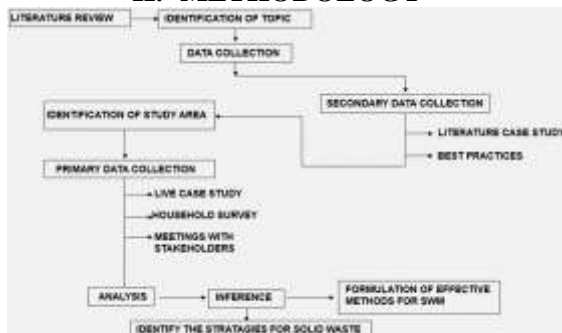 II. METHODOLOGY
LITERATURE REVIEW
IDENTIFICATION OF TOPIC
DATA COLLECTION
SECONDARY DATA COLLECTION
IDENTIFICATION OF STUDY AREA
LITERATURE CASE STUDY
BEST PRACTICES
PRIMARY DATA COLLECTION
LIVE CASE STUDY
HOUSEHOLD SURVEY
MEETINGS WITH
STAKEHOLDERS
FORMULATION OF EFFECTIVE
METHODS FOR SWM
ANALYSIS
INFERENCE
IDENTIFY THE STRATAGIES FOR SOLID WASTE